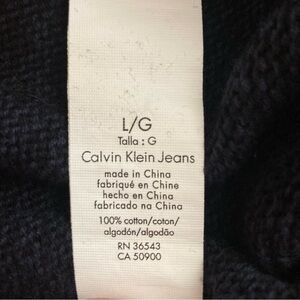 L/G
Talla : G
Calvin Klein Jeans
made in China
fabriqué en Chine
hecho en China
fabricado na China
100% cotton/coton/
algodón/algodão
RN 36543
CA 50900